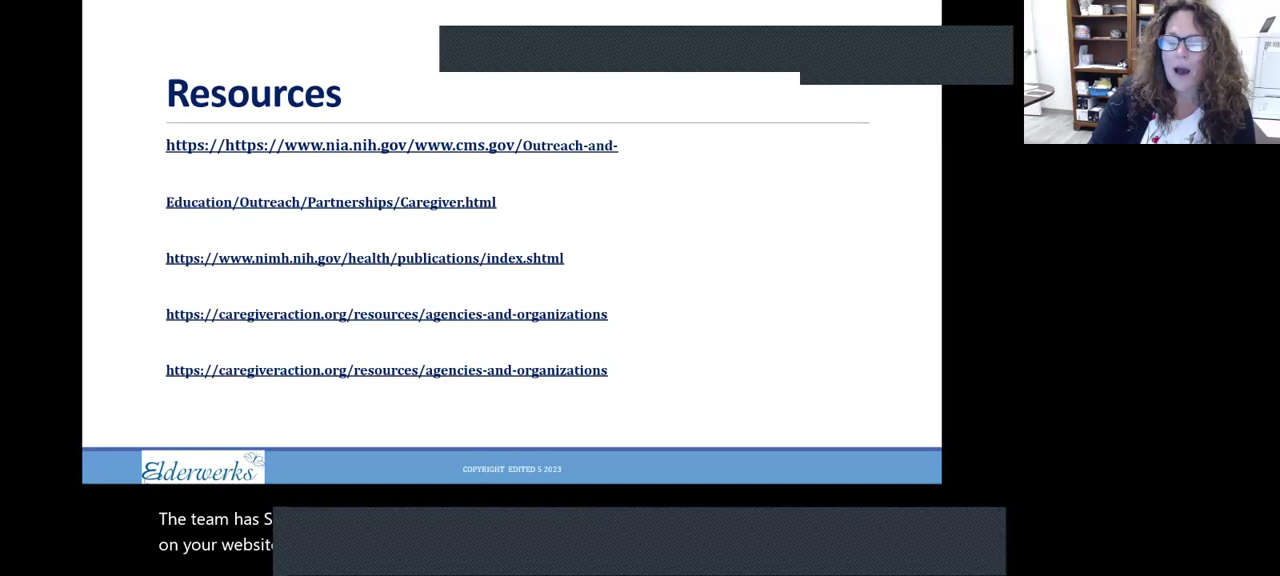 Resources
https://https://www.nia.nih.gov/www.cms.gov/Outreach-and-
Education/Outreach/Partnerships/Caregiver.html
https://www.nimh.nih.gov/health/publications/index.shtml
https://caregiveraction.org/resources/agencies-and-organizations
https://caregiveraction.org/resources/agencies-and-organizations
Elderwerks
COPYRIGHT EDITED 5 2023
The team has
on your website